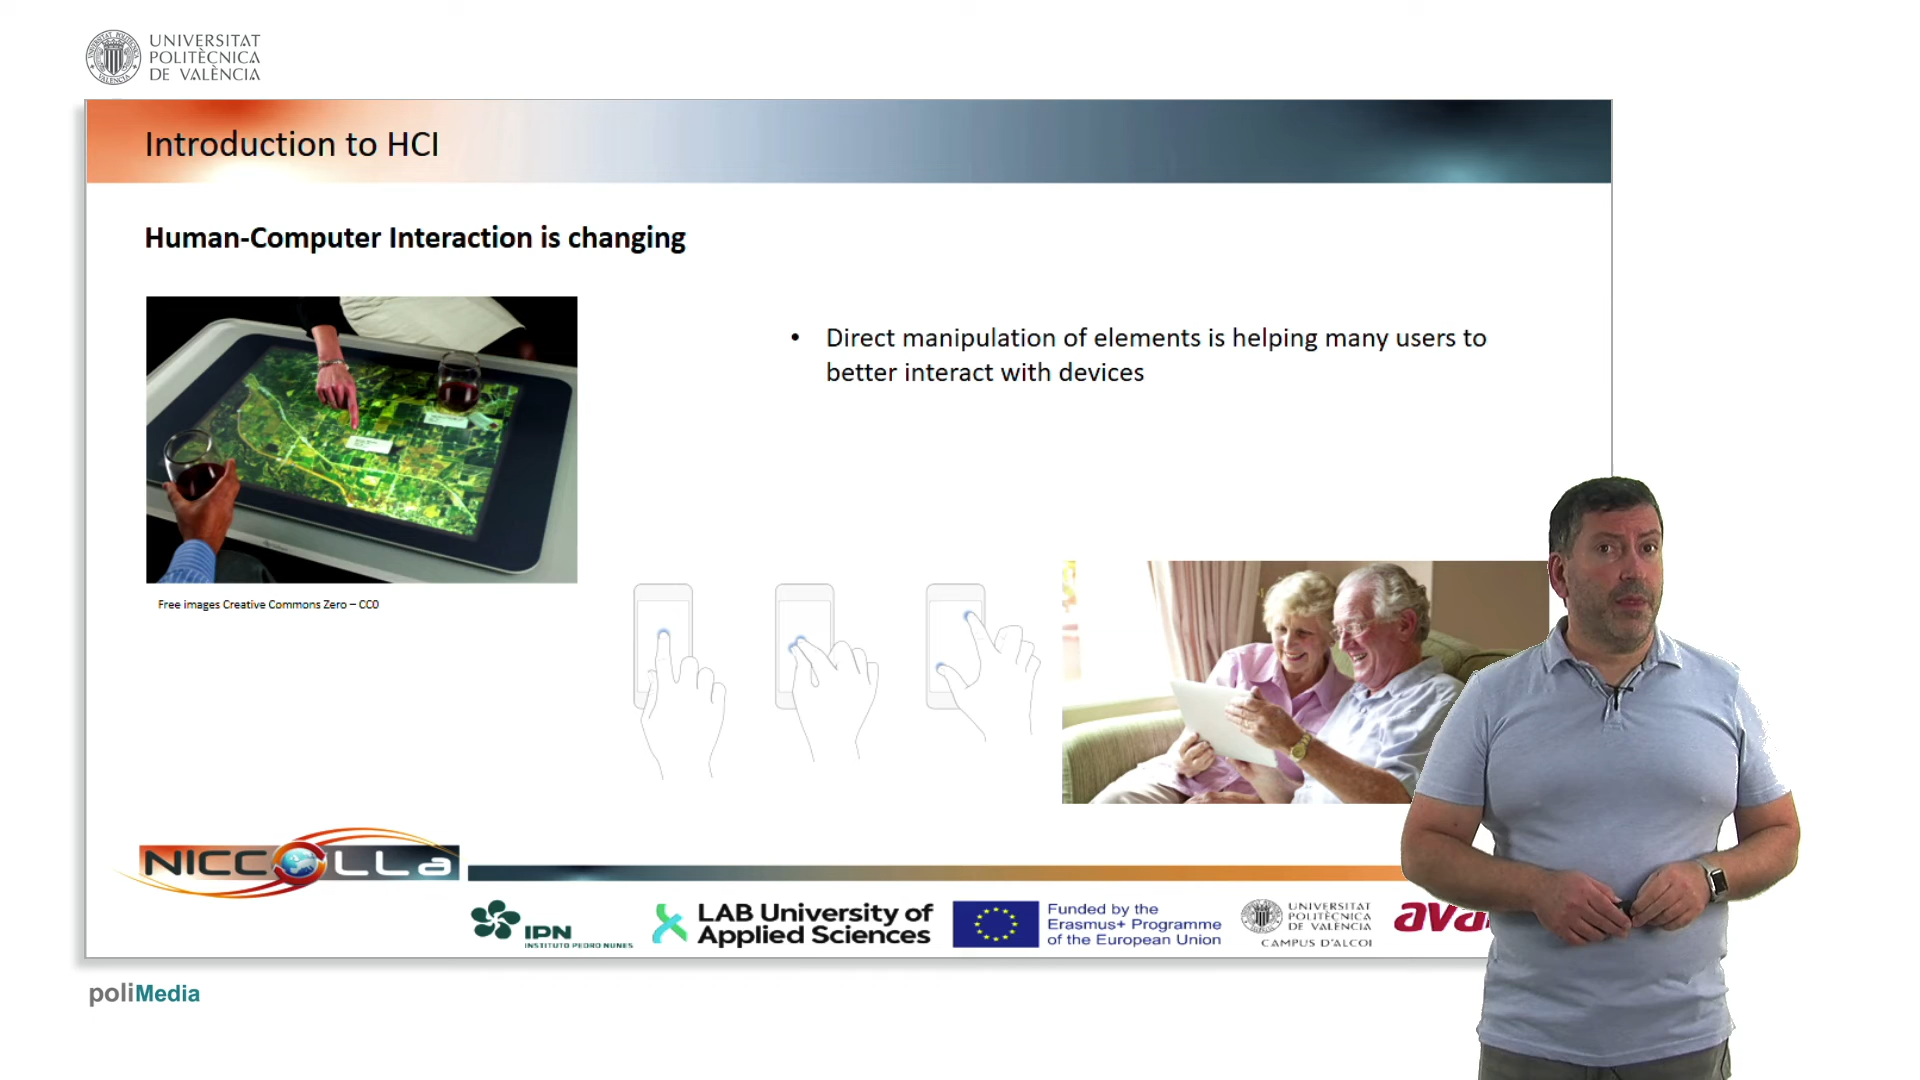 UNIVERSITAT
POLITÈCNICA
DE VALÈNCIA
Introduction to HCI
Human-Computer Interaction is changing
• Direct manipulation of elements is helping many users to
better interact with devices
Free images Creative Commons Zero – CC0
NICCOLLa
IPN
INSTITUTO PEDRO NUNES
LAB University of
Applied Sciences
Funded by the
Erasmus+ Programme
of the European Union
UNIVERSITAT
POLITÈCNICA
DE VALÈNCIA
CAMPUS D'ALCOI
poliMedia